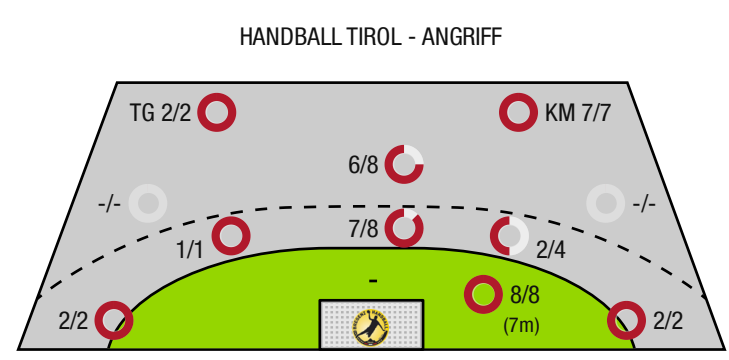 HANDBALL TIROL - ANGRIFF
TG 2/2
KM 7/7
6/8
-/-
-/-
7/8
1/1
2/4
-
8/8
(7m)
2/2
2/2